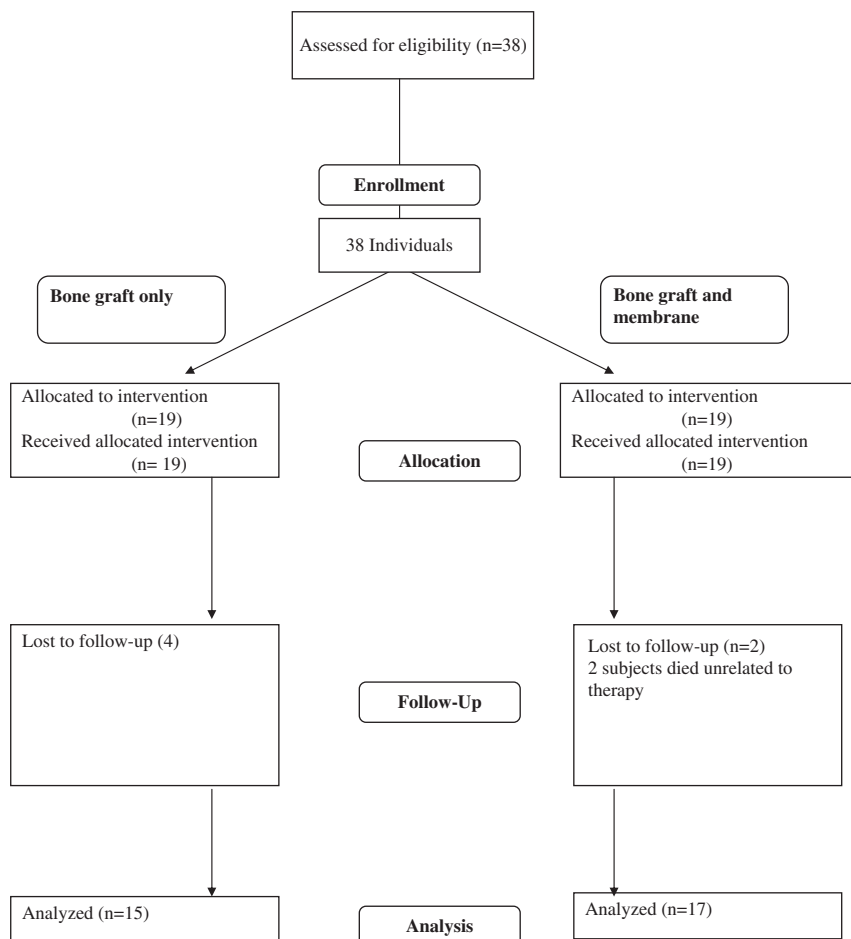 Assessed for eligibility (n=38)
Enrollment
38 Individuals
Bone graft only
Bone graft and
membrane
Allocated to intervention
(n=19)
Received allocated intervention
(n= 19)
Allocated to intervention
(n=19)
Received allocated intervention
(n=19)
Allocation
Lost to follow-up (4)
Lost to follow-up (n=2)
2 subjects died unrelated to
therapy
Follow-Up
Analyzed (n=15)
Analyzed (n=17)
Analysis